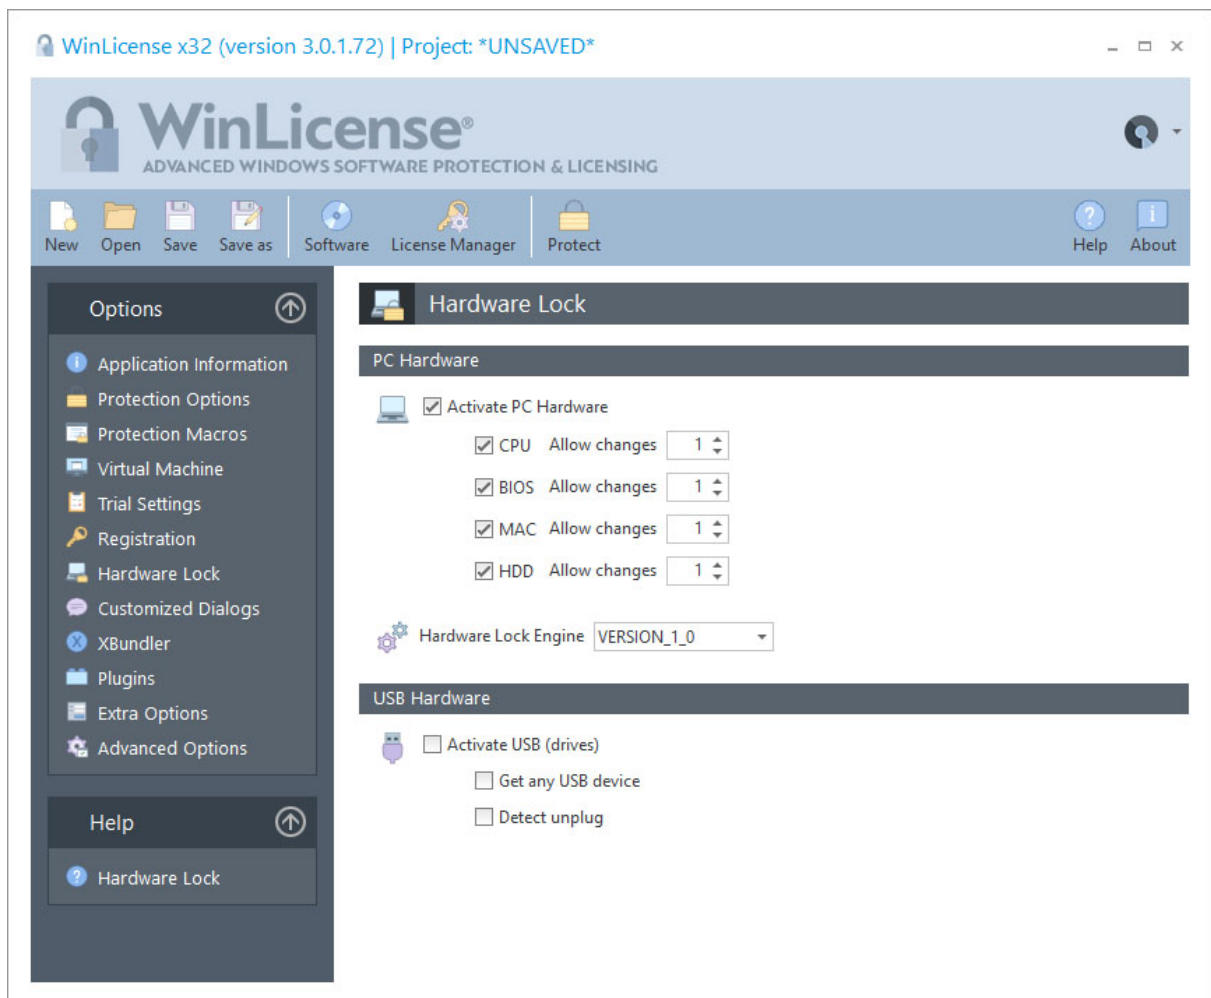 WinLicense x32 (version 3.0.1.72) | Project: *UNSAVED*
WinLicense®
ADVANCED WINDOWS SOFTWARE PROTECTION & LICENSING
New Open Save Save as Software License Manager Protect Help About
Options
Application Information
Protection Options
Protection Macros
Virtual Machine
Trial Settings
Registration
Hardware Lock
Customized Dialogs
XBundler
Plugins
Extra Options
Advanced Options
Help
Hardware Lock
Hardware Lock
PC Hardware
Activate PC Hardware
CPU Allow changes 1
BIOS Allow changes 1
MAC Allow changes 1
HDD Allow changes 1
Hardware Lock Engine VERSION_1_0
USB Hardware
Activate USB (drives)
Get any USB device
Detect unplug